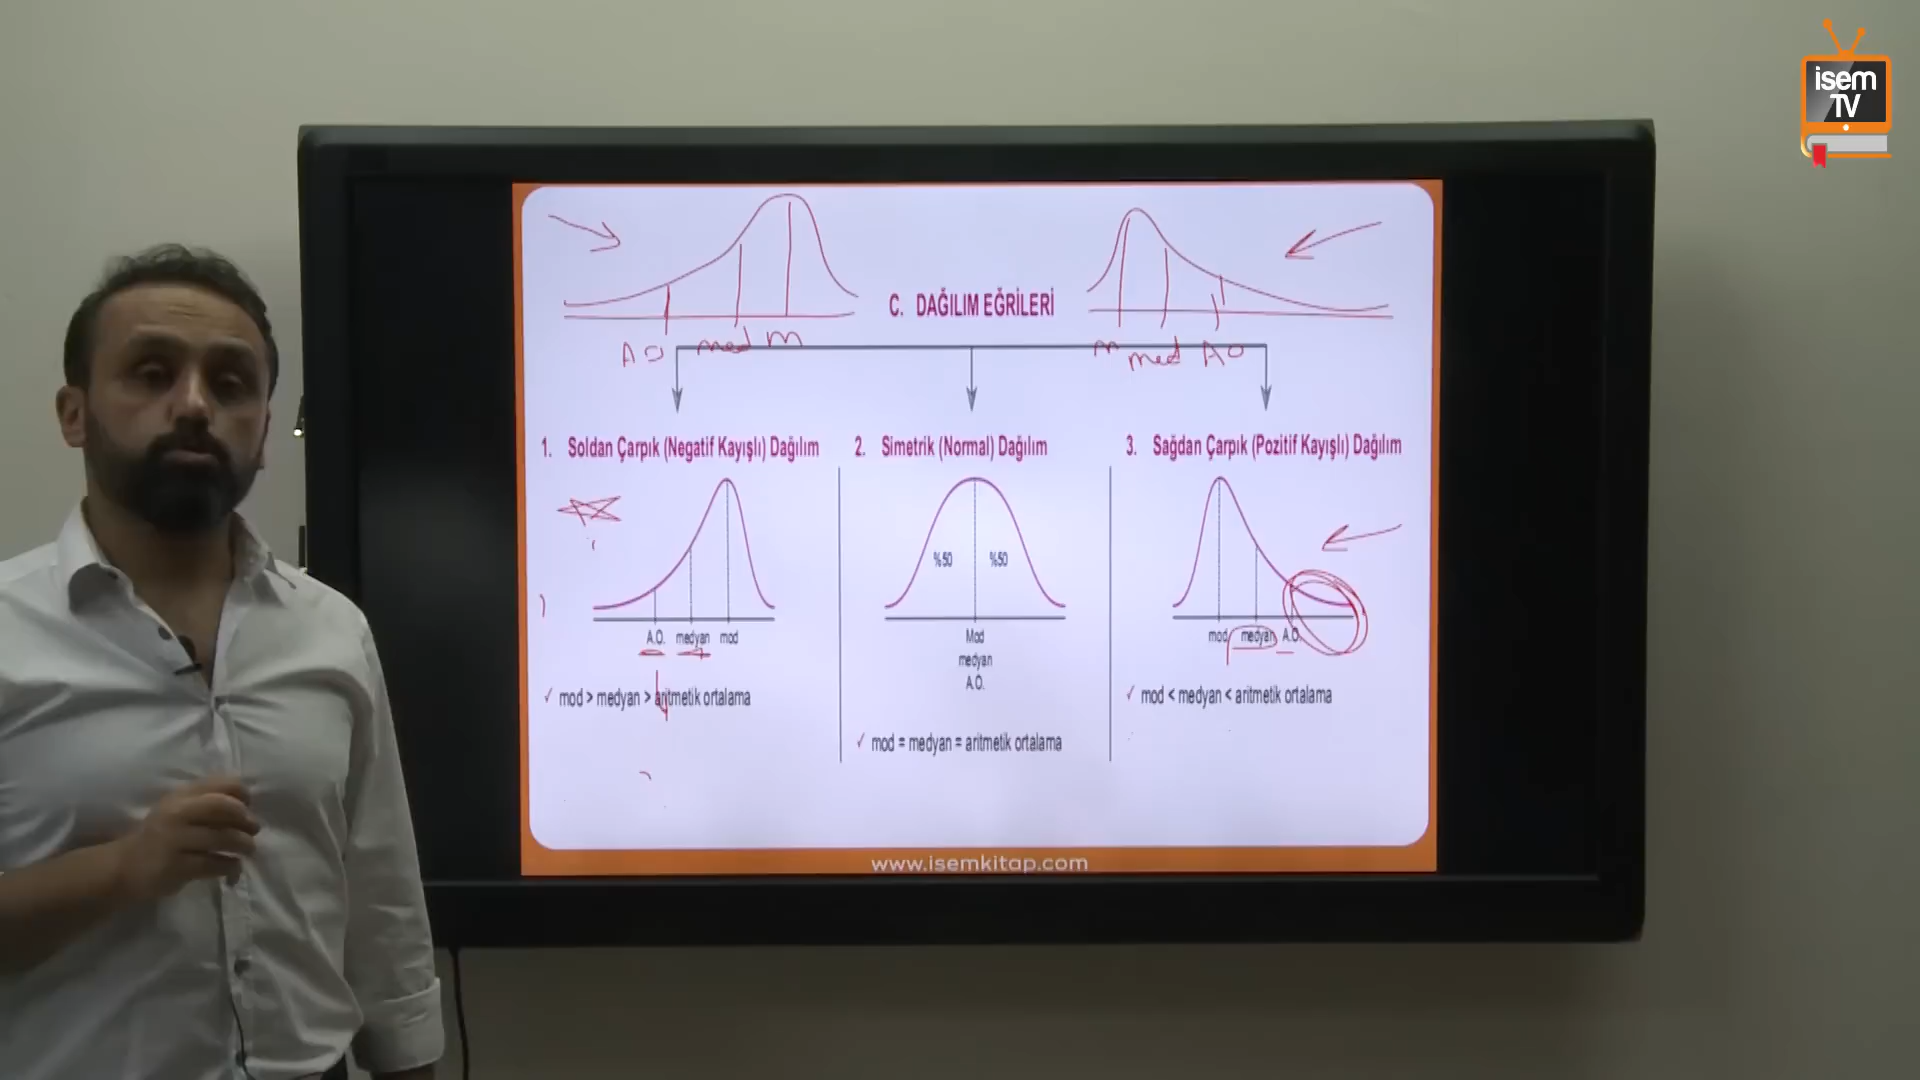 isem
TV
C. DAĞILIM EĞRİLERİ
AO med m
m med AO
1. Soldan Çarpık (Negatif Kayışlı) Dağılım
A.O. medyan mod
✓ mod > medyan > aritmetik ortalama
2. Simetrik (Normal) Dağılım
%50 %50
Mod
medyan
A.O.
✓ mod = medyan = aritmetik ortalama
3. Sağdan Çarpık (Pozitif Kayışlı) Dağılım
mod medyan A.O.
✓ mod < medyan < aritmetik ortalama
www.isemkitap.com